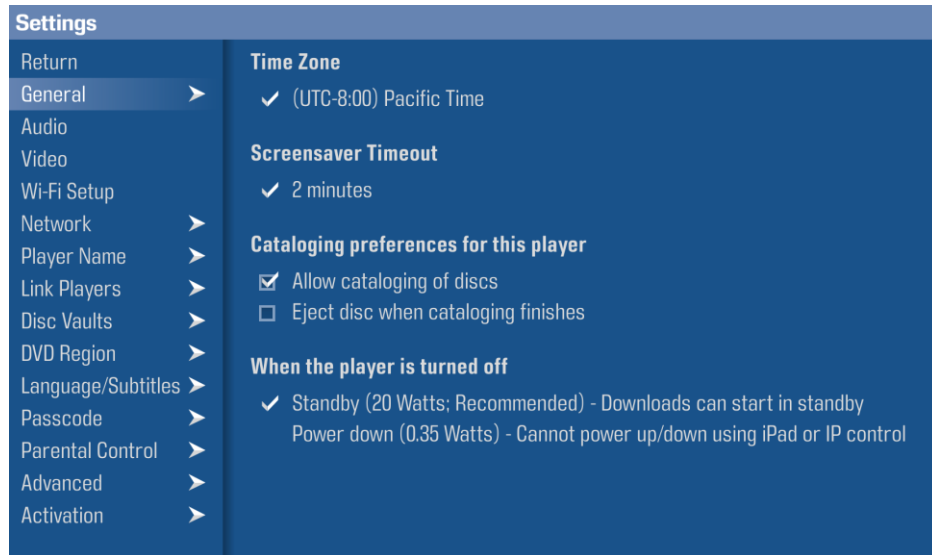 Settings
Return
General
Audio
Video
Wi-Fi Setup
Network
Player Name
Link Players
Disc Vaults
DVD Region
Language/Subtitles
Passcode
Parental Control
Advanced
Activation
Time Zone
(UTC-8:00) Pacific Time
Screensaver Timeout
2 minutes
Cataloging preferences for this player
Allow cataloging of discs
Eject disc when cataloging finishes
When the player is turned off
Standby (20 Watts; Recommended) - Downloads can start in standby
Power down (0.35 Watts) - Cannot power up/down using iPad or IP control